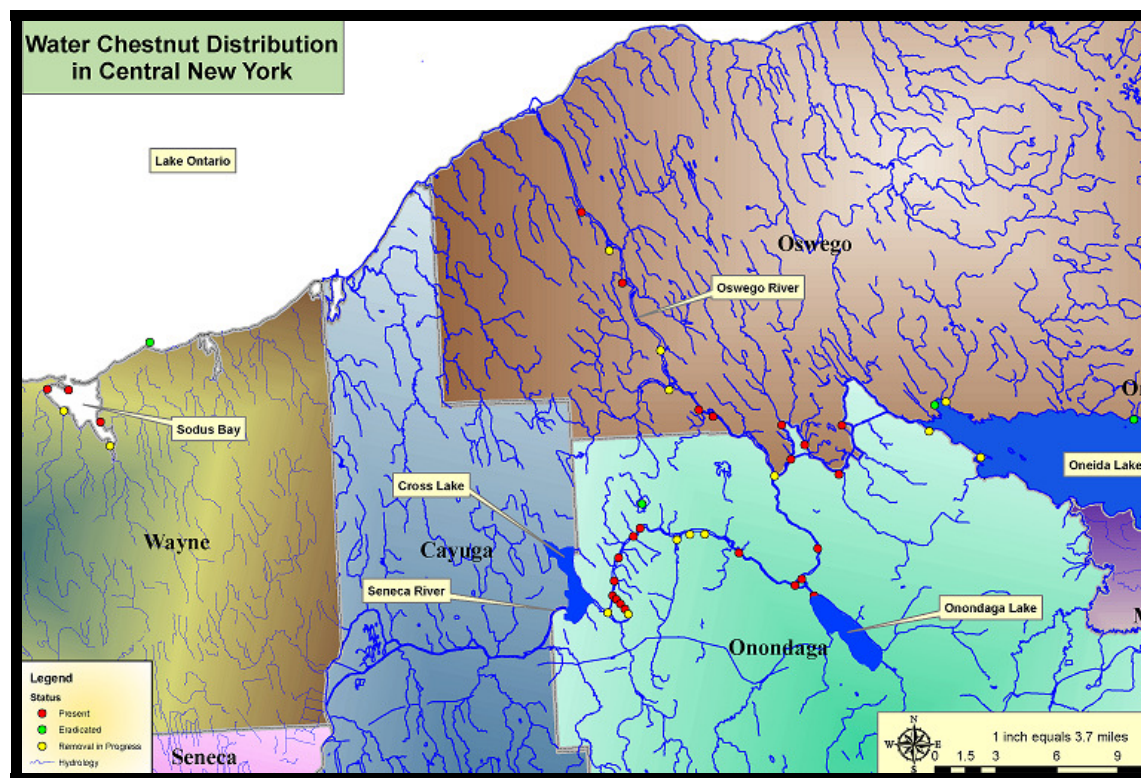 Water Chestnut Distribution
in Central New York
Lake Ontario
Oswego
Oswego River
Sodus Bay
Oneida Lake
Cross Lake
Wayne
Cayuga
Seneca River
Onondaga Lake
Onondaga
Legend
Status
Present
Eradicated
Removal in Progress
Hydrology
Seneca
N
W E
S
1 inch equals 3.7 miles
0 1.5 3 6 9